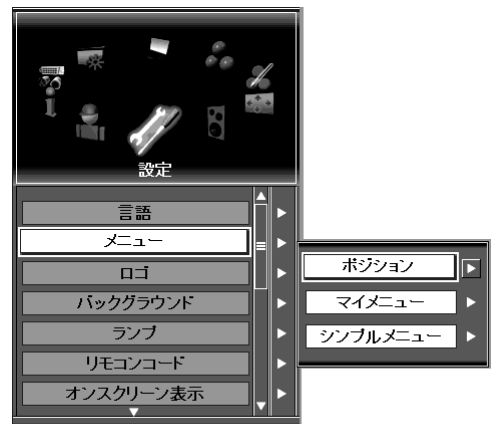 設定
言語
メニュー
ロゴ
バックグラウンド
ランプ
リモコンコード
オンスクリーン表示
ポジション
マイメニュー
シンプルメニュー